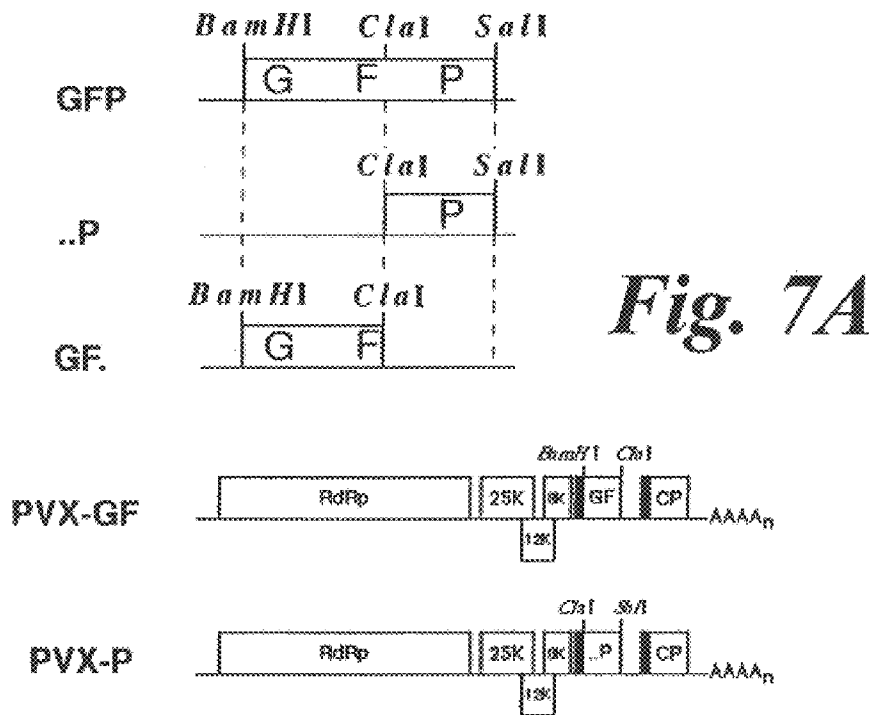 BamHI ClaI SalI
GFP G F P
ClaI SalI
..P P
BamHI ClaI
GF. G F
Fig. 7A
BamHI ClaI
PVX-GF RdRp 25K 8K GF CP AAAAn
12K
ClaI SalI
PVX-P RdRp 25K 8K ..P CP AAAAn
12K